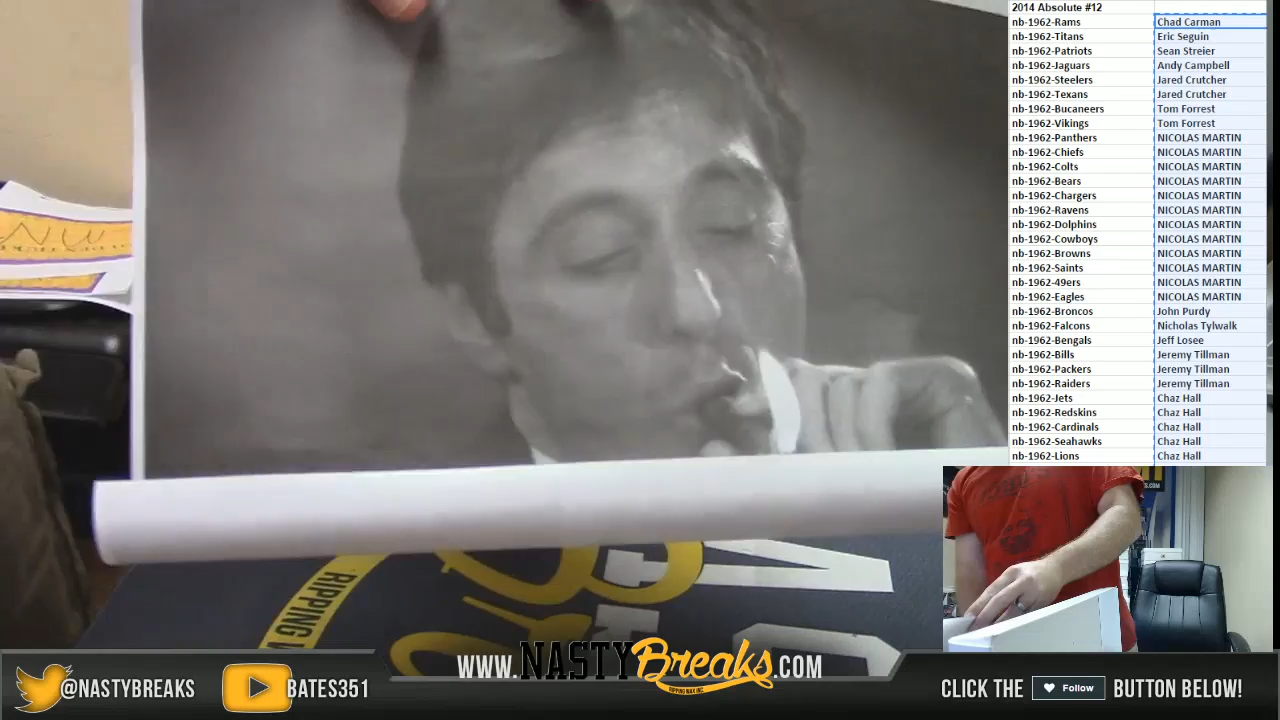 2014 Absolute #12
nb-1962-Rams Chad Carman
nb-1962-Titans Eric Seguin
nb-1962-Patriots Sean Streier
nb-1962-Jaguars Andy Campbell
nb-1962-Steelers Jared Crutcher
nb-1962-Texans Jared Crutcher
nb-1962-Bucaneers Tom Forrest
nb-1962-Vikings Tom Forrest
nb-1962-Panthers NICOLAS MARTIN
nb-1962-Chiefs NICOLAS MARTIN
nb-1962-Colts NICOLAS MARTIN
nb-1962-Bears NICOLAS MARTIN
nb-1962-Chargers NICOLAS MARTIN
nb-1962-Ravens NICOLAS MARTIN
nb-1962-Dolphins NICOLAS MARTIN
nb-1962-Cowboys NICOLAS MARTIN
nb-1962-Browns NICOLAS MARTIN
nb-1962-Saints NICOLAS MARTIN
nb-1962-49ers NICOLAS MARTIN
nb-1962-Eagles NICOLAS MARTIN
nb-1962-Broncos John Purdy
nb-1962-Falcons Nicholas Tylwalk
nb-1962-Bengals Jeff Losee
nb-1962-Bills Jeremy Tillman
nb-1962-Packers Jeremy Tillman
nb-1962-Raiders Jeremy Tillman
nb-1962-Jets Chaz Hall
nb-1962-Redskins Chaz Hall
nb-1962-Cardinals Chaz Hall
nb-1962-Seahawks Chaz Hall
nb-1962-Lions Chaz Hall
RIPPING
@NASTYBREAKS
BATES351
WWW.NASTYBreaks.COM
RIPPING WAX INC.
CLICK THE Follow BUTTON BELOW!